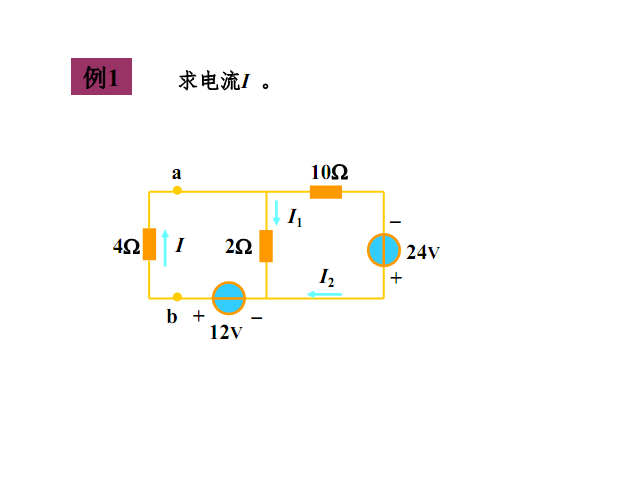 例1 求电流I 。
a 10Ω
I₁ −
4Ω I 2Ω 24V
I₂ +
b + −
12V